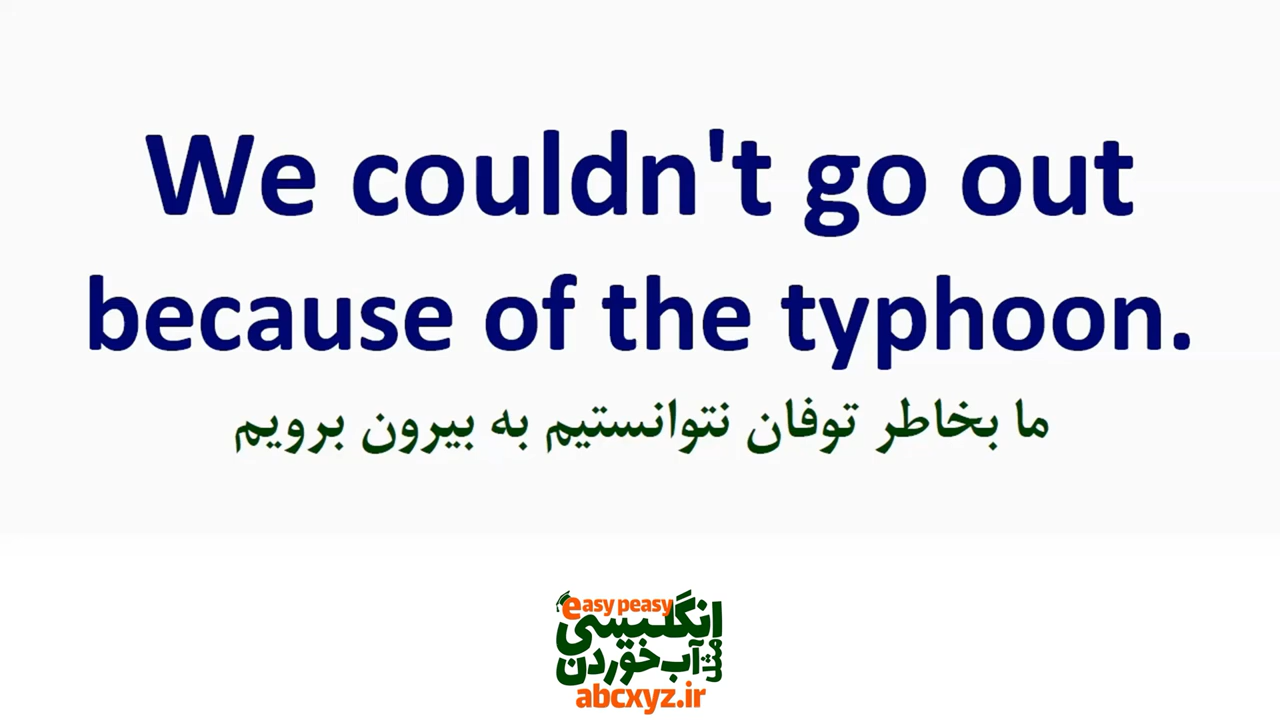 We couldn't go out
because of the typhoon.
ما بخاطر توفان نتوانستیم به بیرون برویم
easy peasy
انگلیسی
مثل آب خوردن
abcxyz.ir